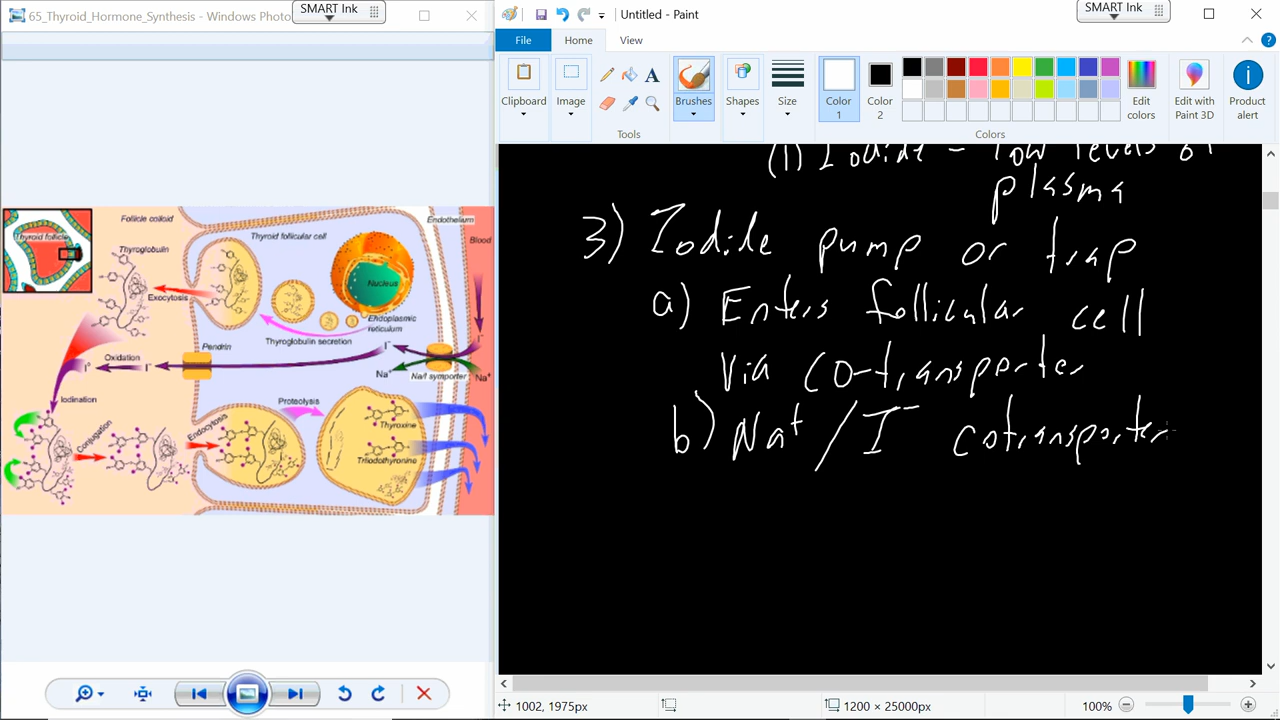 65_Thyroid_Hormone_Synthesis - Windows Photo
SMART Ink
Untitled - Paint
SMART Ink
File
Home
View
Clipboard
Image
Tools
Brushes
Shapes
Size
Color 1
Color 2
Colors
Edit colors
Edit with Paint 3D
Product alert
Thyroid follicle
Follicle colloid
Thyroglobulin
Exocytosis
Thyroid follicular cell
Nucleus
Endoplasmic reticulum
Thyroglobulin secretion
Endothelium
Blood
Pendrin
Oxidation
I⁰
I⁻
I⁻
I⁻
Na⁺
Na/I symporter
Na⁺
Iodination
Conjugation
Endocytosis
Proteolysis
Thyroxine
Triiodothyronine
(1) Iodide - low levels of
plasma
3) Iodide pump or trap
a) Enters follicular cell
via co-transporter
b) Na⁺/I⁻ cotransporter
1002, 1975px
1200 × 25000px
100%